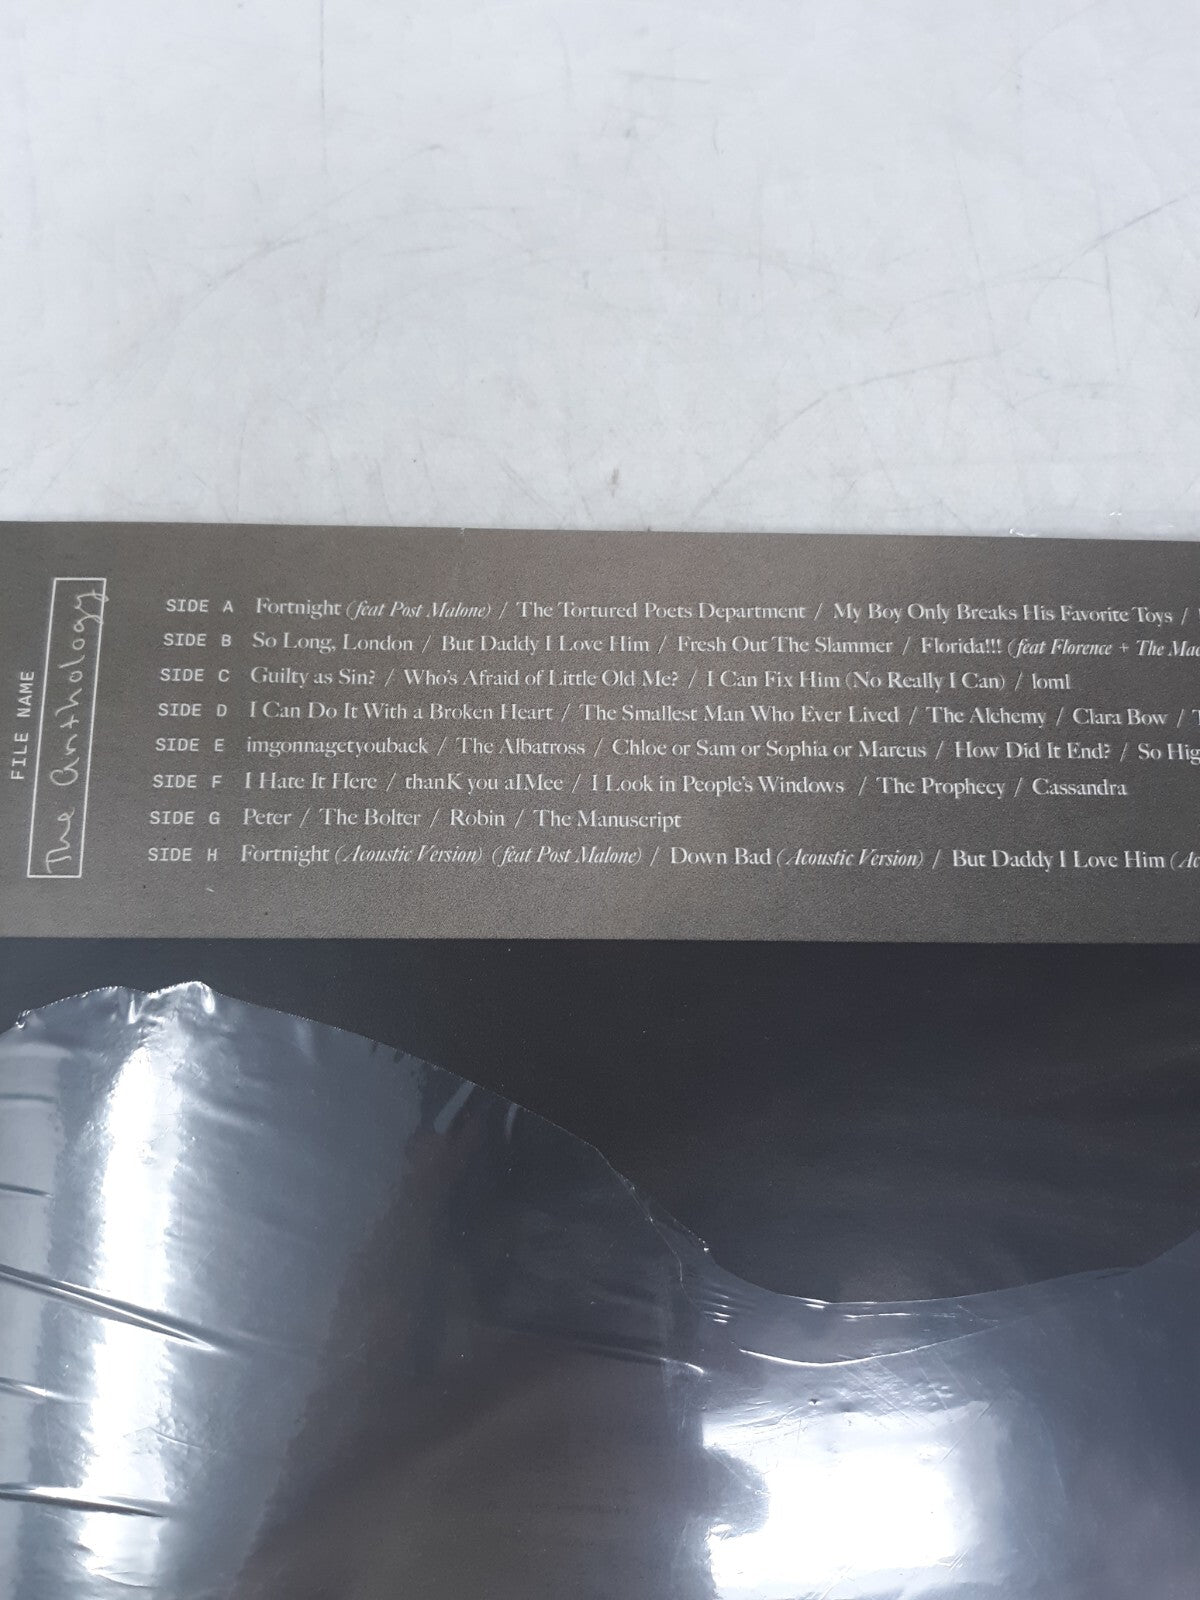 FILE NAME
The Anthology
SIDE A Fortnight (feat Post Malone) / The Tortured Poets Department / My Boy Only Breaks His Favorite Toys /
SIDE B So Long, London / But Daddy I Love Him / Fresh Out The Slammer / Florida!!! (feat Florence + The
SIDE C Guilty as Sin? / Who's Afraid of Little Old Me? / I Can Fix Him (No Really I Can) / loml
SIDE D I Can Do It With a Broken Heart / The Smallest Man Who Ever Lived / The Alchemy / Clara Bow /
SIDE E imgonnagetyouback / The Albatross / Chloe or Sam or Sophia or Marcus / How Did It End? / So
SIDE F I Hate It Here / thanK you aIMee / I Look in People's Windows / The Prophecy / Cassandra
SIDE G Peter / The Bolter / Robin / The Manuscript
SIDE H Fortnight (Acoustic Version) (feat Post Malone) / Down Bad (Acoustic Version) / But Daddy I Love Him